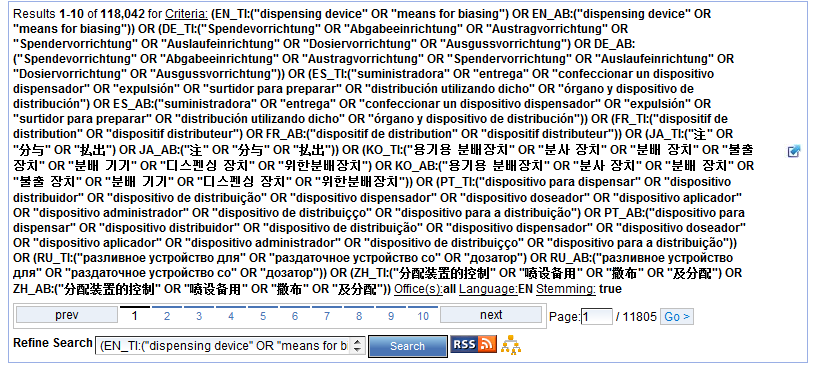 Results 1-10 of 118,042 for Criteria: (EN_TI:("dispensing device" OR "means for biasing") OR EN_AB:("dispensing device" OR
"means for biasing")) OR (DE_TI:("Spendevorrichtung" OR "Abgabeeinrichtung" OR "Austragvorrichtung" OR
"Spendervorrichtung" OR "Auslaufeinrichtung" OR "Dosiervorrichtung" OR "Ausgussvorrichtung") OR DE_AB:
("Spendevorrichtung" OR "Abgabeeinrichtung" OR "Austragvorrichtung" OR "Spendervorrichtung" OR "Auslaufeinrichtung" OR
"Dosiervorrichtung" OR "Ausgussvorrichtung")) OR (ES_TI:("suministradora" OR "entrega" OR "confeccionar un dispositivo
dispensador" OR "expulsión" OR "surtidor para preparar" OR "distribución utilizando dicho" OR "órgano y dispositivo de
distribución") OR ES_AB:("suministradora" OR "entrega" OR "confeccionar un dispositivo dispensador" OR "expulsión" OR
"surtidor para preparar" OR "distribución utilizando dicho" OR "órgano y dispositivo de distribución")) OR (FR_TI:("dispositif de
distribution" OR "dispositif distributeur") OR FR_AB:("dispositif de distribution" OR "dispositif distributeur")) OR (JA_TI:("注" OR
"分与" OR "払出") OR JA_AB:("注" OR "分与" OR "払出")) OR (KO_TI:("용기용 분배장치" OR "분사 장치" OR "분배 장치" OR "불출
장치" OR "분배 기기" OR "디스펜싱 장치" OR "위한분배장치") OR KO_AB:("용기용 분배장치" OR "분사 장치" OR "분배 장치" OR
"불출 장치" OR "분배 기기" OR "디스펜싱 장치" OR "위한분배장치")) OR (PT_TI:("dispositivo para dispensar" OR "dispositivo
distribuidor" OR "dispositivo de distribuição" OR "dispositivo dispensador" OR "dispositivo doseador" OR "dispositivo aplicador"
OR "dispositivo administrador" OR "dispositivo de distribuiçço" OR "dispositivo para a distribuição") OR PT_AB:("dispositivo para
dispensar" OR "dispositivo distribuidor" OR "dispositivo de distribuição" OR "dispositivo dispensador" OR "dispositivo doseador"
OR "dispositivo aplicador" OR "dispositivo administrador" OR "dispositivo de distribuiçço" OR "dispositivo para a distribuição"))
OR (RU_TI:("разливное устройство для" OR "раздаточное устройство со" OR "дозатор") OR RU_AB:("разливное устройство
для" OR "раздаточное устройство со" OR "дозатор")) OR (ZH_TI:("分配装置的控制" OR "喷设备用" OR "撒布" OR "及分配") OR
ZH_AB:("分配装置的控制" OR "喷设备用" OR "撒布" OR "及分配")) Office(s):all Language:EN Stemming: true
prev 1 2 3 4 5 6 7 8 9 10 next Page: 1 / 11805 Go >
Refine Search (EN_TI:("dispensing device" OR "means for b Search RSS